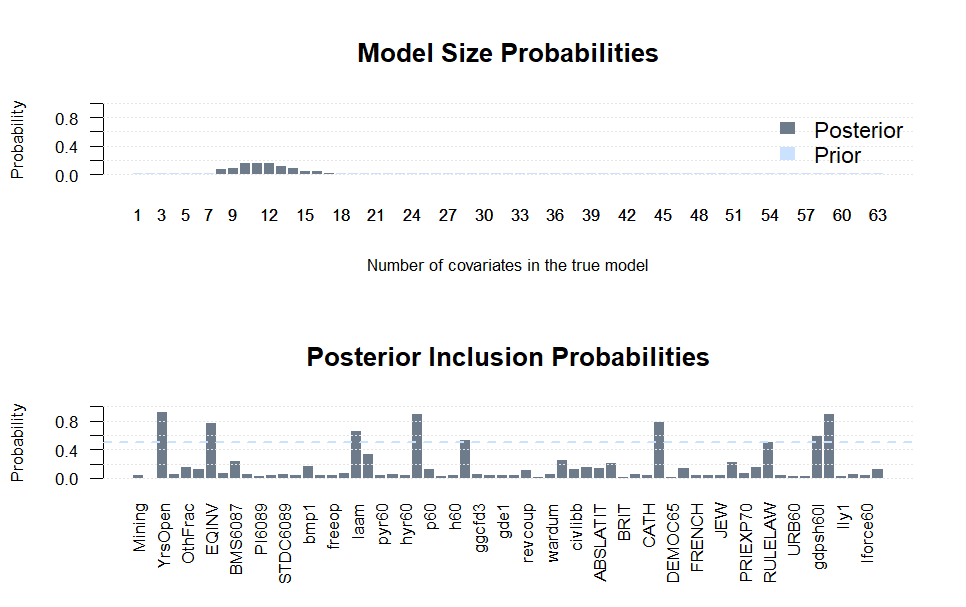 Model Size Probabilities
Probability
0.8
0.4
0.0
Posterior
Prior
1 3 5 7 9 12 15 18 21 24 27 30 33 36 39 42 45 48 51 54 57 60 63
Number of covariates in the true model
Posterior Inclusion Probabilities
Probability
0.8
0.4
0.0
Mining
YrsOpen
OthFrac
EQINV
BMS6087
PI6089
STDC6089
bmp1
freeop
laam
pyr60
hyr60
p60
h60
ggcfd3
gde1
revcoup
wardum
civlibb
ABSLATIT
BRIT
CATH
DEMOC65
FRENCH
JEW
PRIEXP70
RULELAW
URB60
gdpsh60l
lly1
lforce60